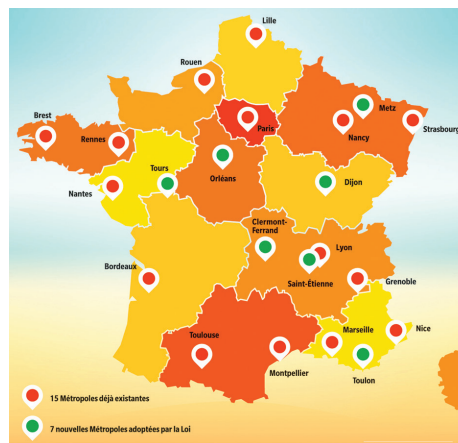 Lille
Rouen
Metz
Brest
Paris
Strasbourg
Nancy
Rennes
Tours
Orléans
Dijon
Nantes
Clermont-
Ferrand
Lyon
Bordeaux
Saint-Étienne
Grenoble
Toulouse
Marseille
Nice
Montpellier
Toulon
15 Métropoles déjà existantes
7 nouvelles Métropoles adoptées par la Loi